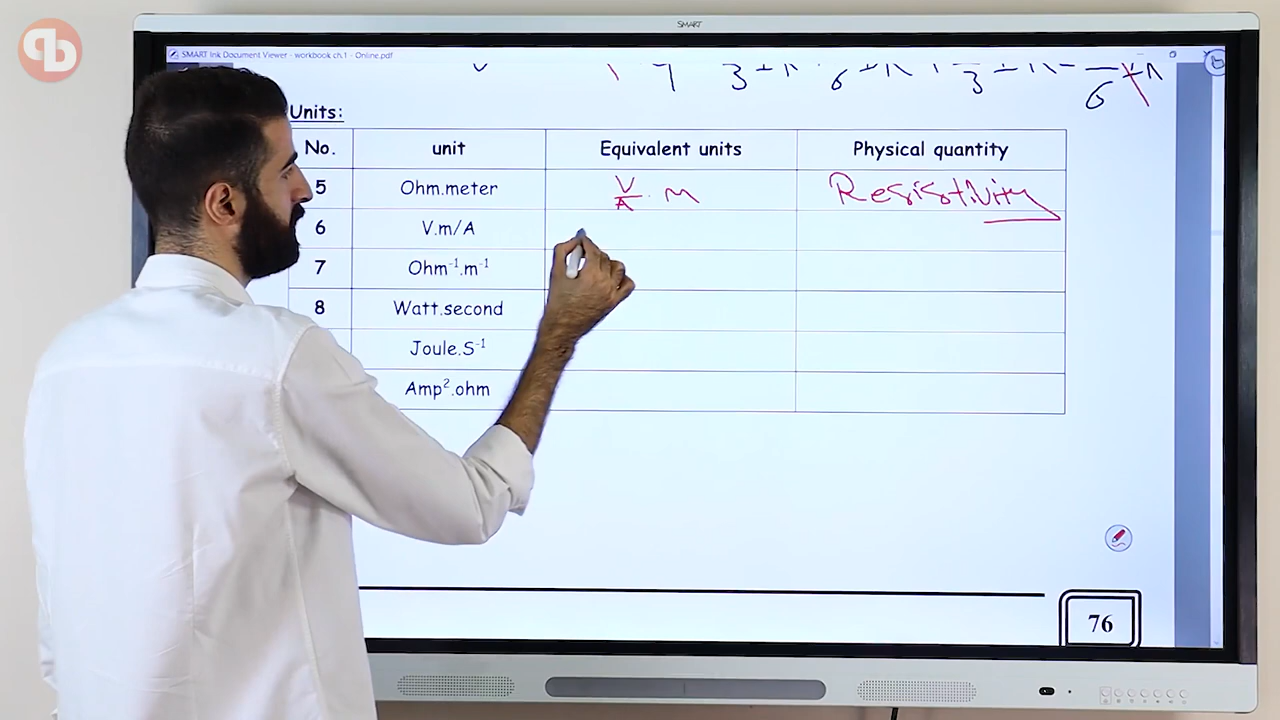 qb
SMART
SMART Ink Document Viewer - workbook ch.1 - Online.pdf
Units:
No. unit Equivalent units Physical quantity
5 Ohm.meter V/A . m Resistivity
6 V.m/A
7 Ohm⁻¹.m⁻¹
8 Watt.second
Joule.S⁻¹
Amp².ohm
76